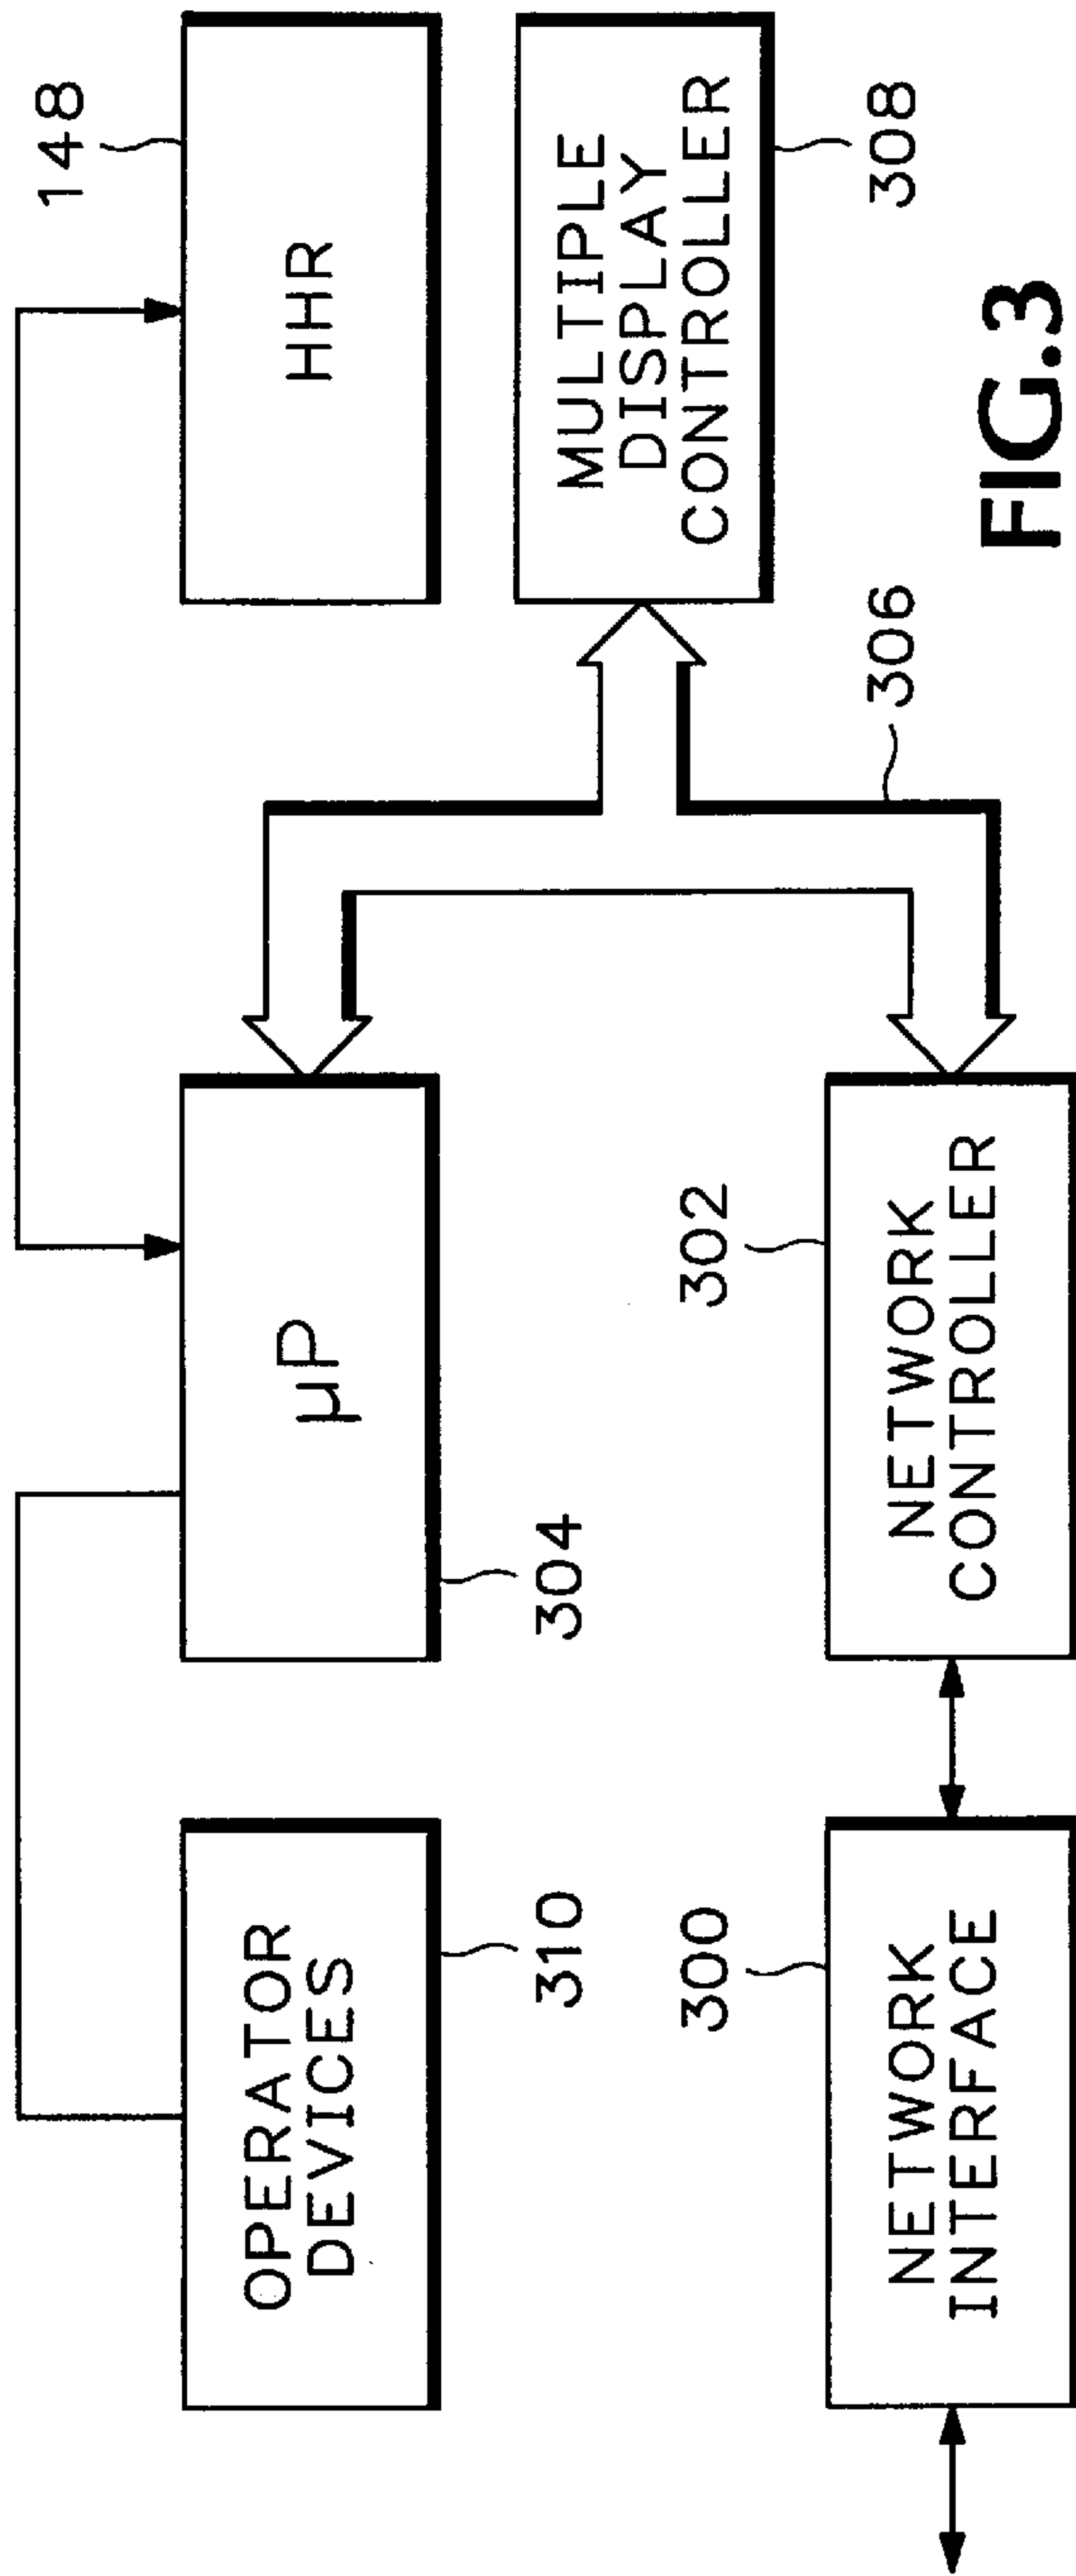 OPERATOR
DEVICES
310
µP
304
HHR
148
MULTIPLE
DISPLAY
CONTROLLER
308
306
NETWORK
INTERFACE
300
NETWORK
CONTROLLER
302
FIG.3